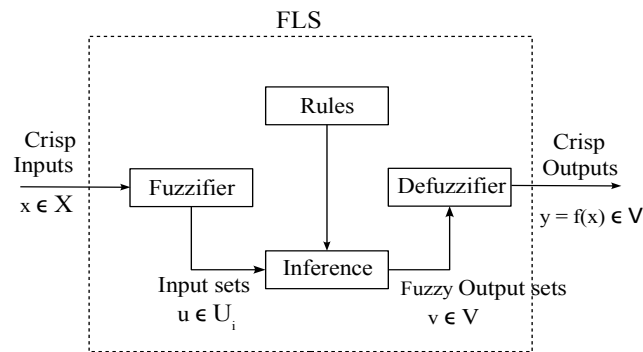 FLS
Rules
Crisp
Inputs
x ϵ X
Fuzzifier
Defuzzifier
Crisp
Outputs
y = f(x) ϵ V
Inference
Input sets
u ϵ Uᵢ
Fuzzy Output sets
v ϵ V